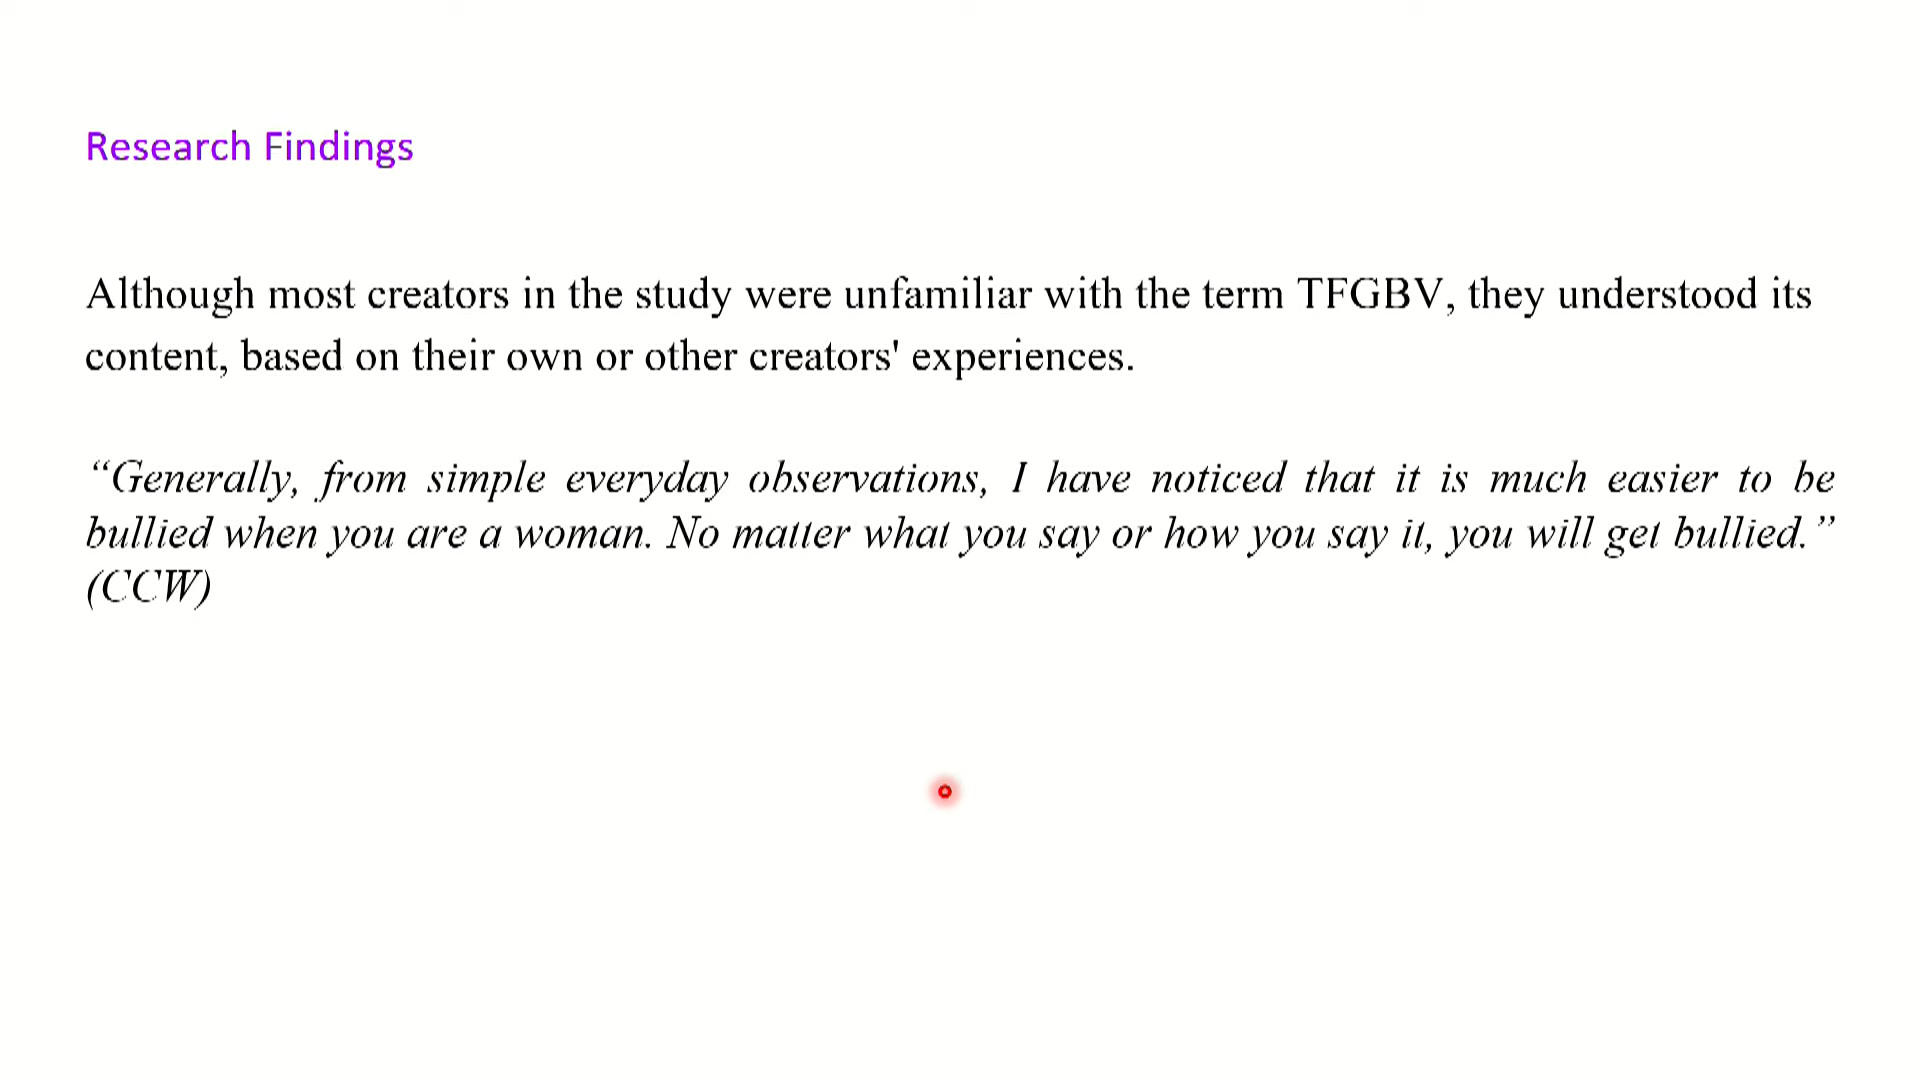 Research Findings
Although most creators in the study were unfamiliar with the term TFGBV, they understood its
content, based on their own or other creators' experiences.
“Generally, from simple everyday observations, I have noticed that it is much easier to be
bullied when you are a woman. No matter what you say or how you say it, you will get bullied.”
(CCW)